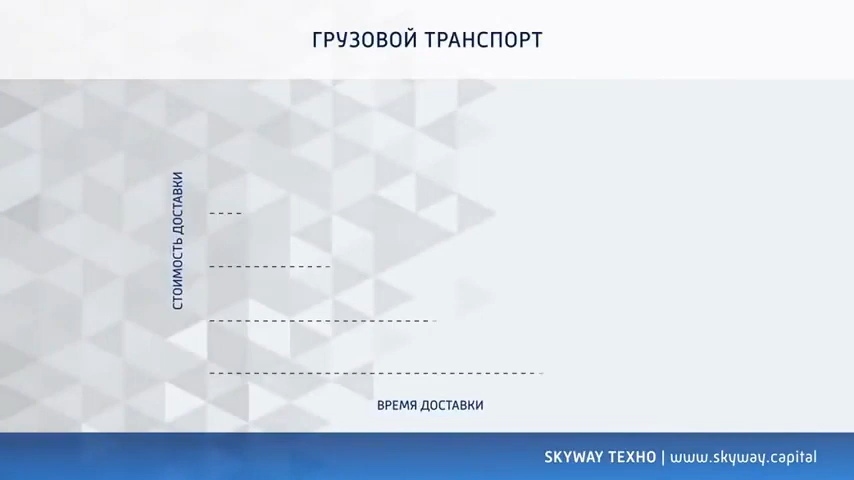 ГРУЗОВОЙ ТРАНСПОРТ
СТОИМОСТЬ ДОСТАВКИ
ВРЕМЯ ДОСТАВКИ
SKYWAY ТЕХНО | www.skyway.capital